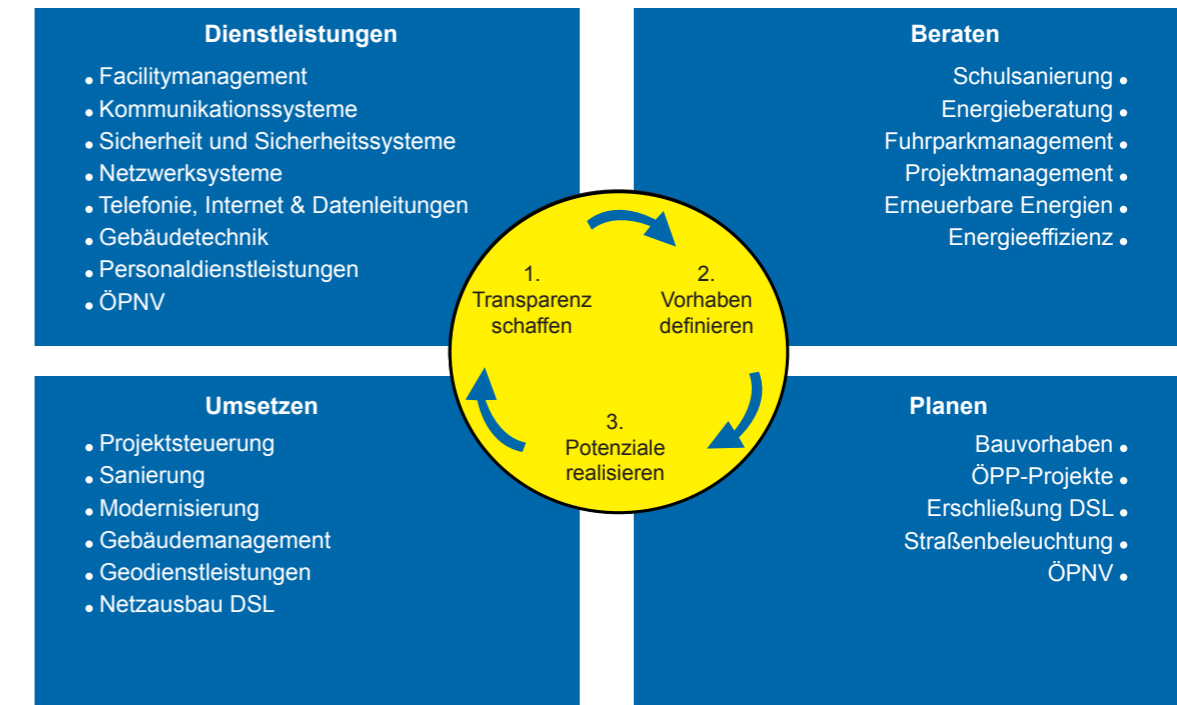 Dienstleistungen
• Facilitymanagement
• Kommunikationssysteme
• Sicherheit und Sicherheitssysteme
• Netzwerksysteme
• Telefonie, Internet & Datenleitungen
• Gebäudetechnik
• Personaldienstleistungen
• ÖPNV
Beraten
Schulsanierung •
Energieberatung •
Fuhrparkmanagement •
Projektmanagement •
Erneuerbare Energien •
Energieeffizienz •
1.
Transparenz
schaffen
2.
Vorhaben
definieren
3.
Potenziale
realisieren
Umsetzen
• Projektsteuerung
• Sanierung
• Modernisierung
• Gebäudemanagement
• Geodienstleistungen
• Netzausbau DSL
Planen
Bauvorhaben •
ÖPP-Projekte •
Erschließung DSL •
Straßenbeleuchtung •
ÖPNV •